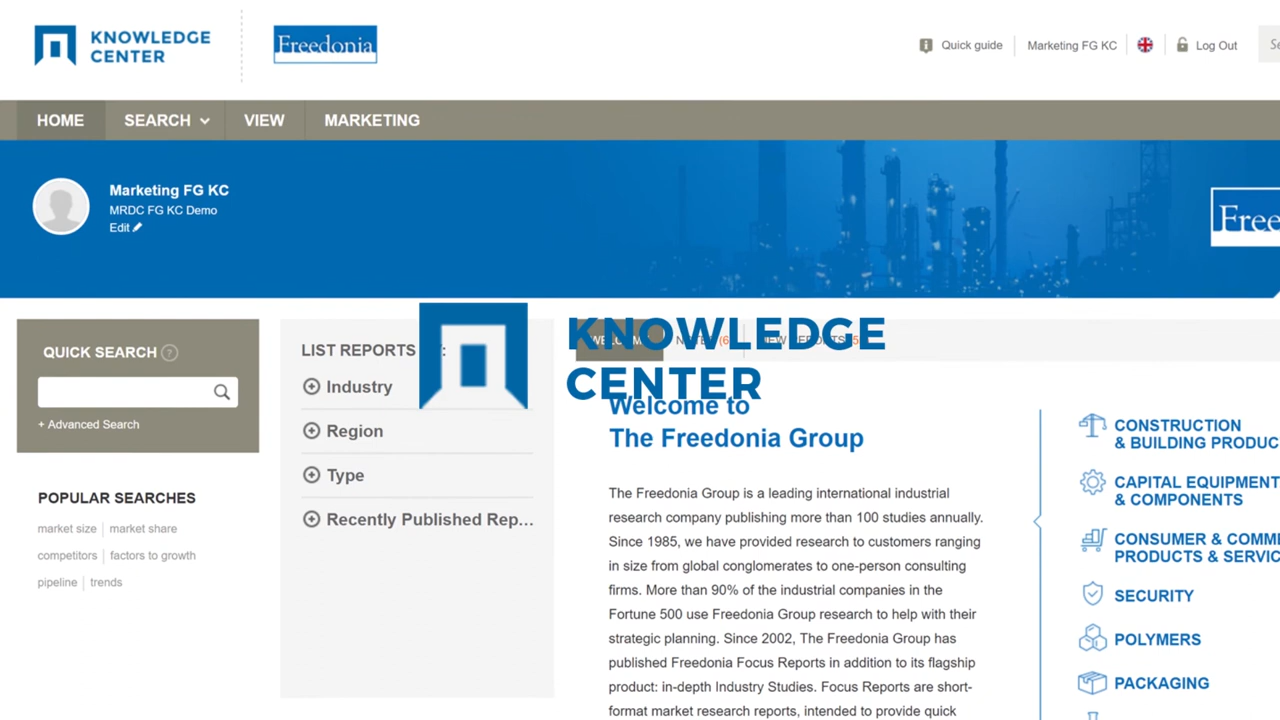 KNOWLEDGE
CENTER
Freedonia
Quick guide
Marketing FG KC
Log Out
HOME
SEARCH
VIEW
MARKETING
Marketing FG KC
MRDC FG KC Demo
Edit
QUICK SEARCH ?
+ Advanced Search
POPULAR SEARCHES
market size market share
competitors factors to growth
pipeline trends
LIST REPORTS
Industry
Region
Type
Recently Published Rep...
KNOWLEDGE
CENTER
Welcome to
The Freedonia Group
The Freedonia Group is a leading international industrial
research company publishing more than 100 studies annually.
Since 1985, we have provided research to customers ranging
in size from global conglomerates to one-person consulting
firms. More than 90% of the industrial companies in the
Fortune 500 use Freedonia Group research to help with their
strategic planning. Since 2002, The Freedonia Group has
published Freedonia Focus Reports in addition to its flagship
product: in-depth Industry Studies. Focus Reports are short-
format market research reports, intended to provide quick
CONSTRUCTION
& BUILDING PRODUC
CAPITAL EQUIPMENT
& COMPONENTS
CONSUMER & COMME
PRODUCTS & SERVIC
SECURITY
POLYMERS
PACKAGING